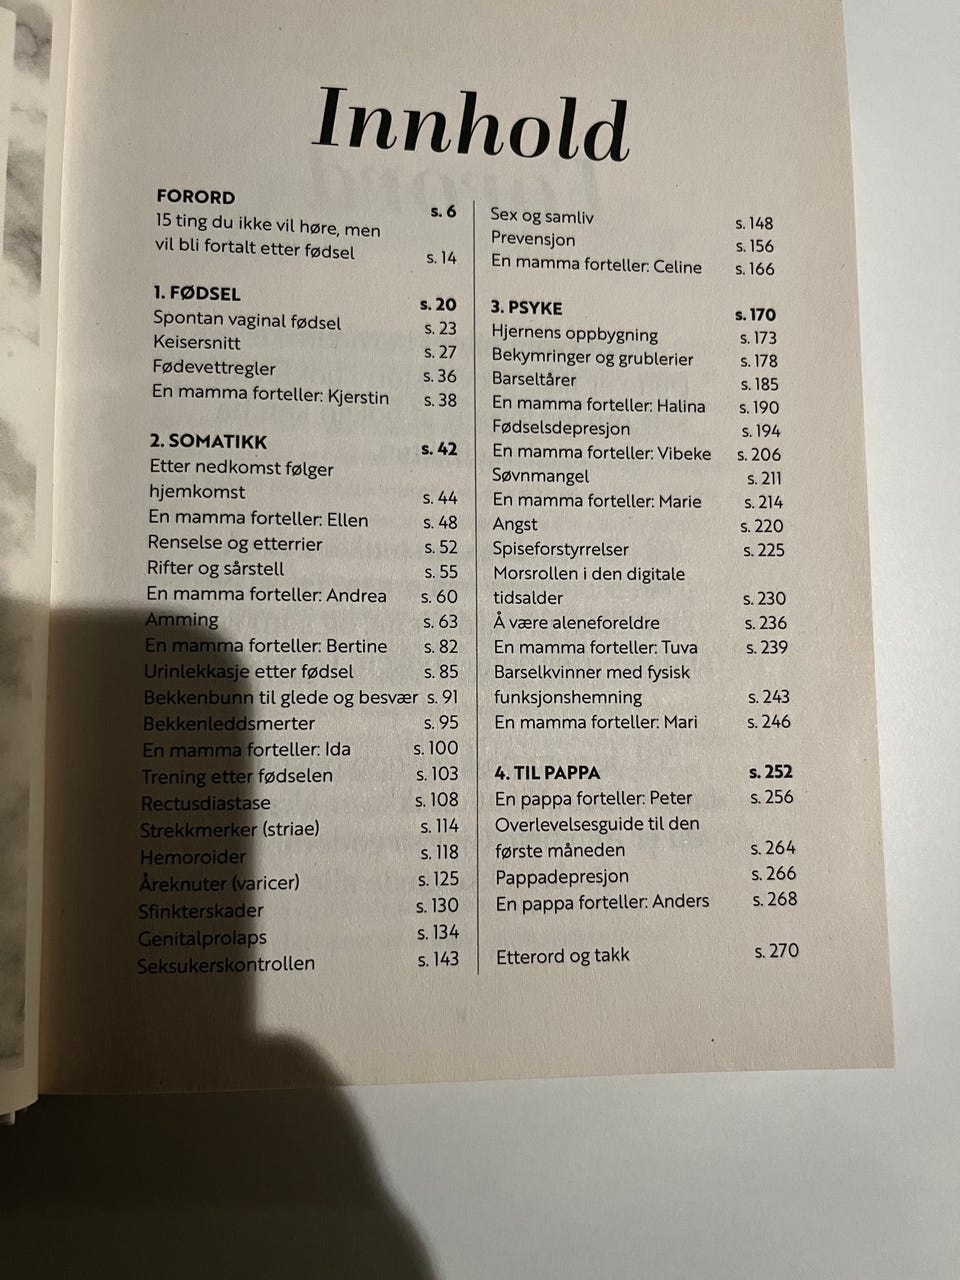 Innhold
FORORD s. 6
15 ting du ikke vil høre, men
vil bli fortalt etter fødsel s. 14
1. FØDSEL s. 20
Spontan vaginal fødsel s. 23
Keisersnitt s. 27
Fødevettregler s. 36
En mamma forteller: Kjerstin s. 38
2. SOMATIKK s. 42
Etter nedkomst følger
hjemkomst s. 44
En mamma forteller: Ellen s. 48
Renselse og etterrier s. 52
Rifter og sårstell s. 55
En mamma forteller: Andrea s. 60
Amming s. 63
En mamma forteller: Bertine s. 82
Urinlekkasje etter fødsel s. 85
Bekkenbunn til glede og besvær s. 91
Bekkenleddsmerter s. 95
En mamma forteller: Ida s. 100
Trening etter fødselen s. 103
Rectusdiastase s. 108
Strekkmerker (striae) s. 114
Hemoroider s. 118
Åreknuter (varicer) s. 125
Sfinkterskader s. 130
Genitalprolaps s. 134
Seksukerskontrollen s. 143
Sex og samliv s. 148
Prevensjon s. 156
En mamma forteller: Celine s. 166
3. PSYKE s. 170
Hjernens oppbygning s. 173
Bekymringer og grublerier s. 178
Barseltårer s. 185
En mamma forteller: Halina s. 190
Fødselsdepresjon s. 194
En mamma forteller: Vibeke s. 206
Søvnmangel s. 211
En mamma forteller: Marie s. 214
Angst s. 220
Spiseforstyrrelser s. 225
Morsrollen i den digitale
tidsalder s. 230
Å være aleneforeldre s. 236
En mamma forteller: Tuva s. 239
Barselkvinner med fysisk
funksjonshemning s. 243
En mamma forteller: Mari s. 246
4. TIL PAPPA s. 252
En pappa forteller: Peter s. 256
Overlevelsesguide til den
første måneden s. 264
Pappadepresjon s. 266
En pappa forteller: Anders s. 268
Etterord og takk s. 270